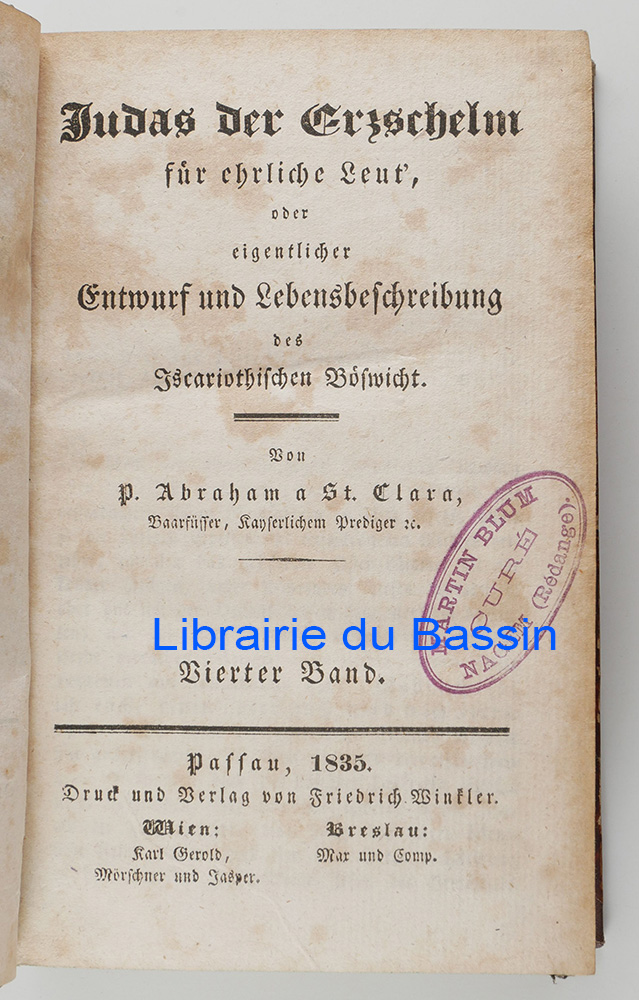 Judas der Erzschelm
für ehrliche Leut',
oder
eigentlicher
Entwurf und Lebensbeschreibung
des
Iscariothischen Böswicht.
Von
P. Abraham a St. Clara,
Baarfüsser, Kayserlichem Prediger ꝛc.
MARTIN BLUM
CURÉ
(Rédange).
Librairie du Bassin
Vierter Band.
Passau, 1835.
Druck und Verlag von Friedrich Winkler.
Wien:
Karl Gerold,
Mörschner und Jasper.
Breslau:
Max und Comp.